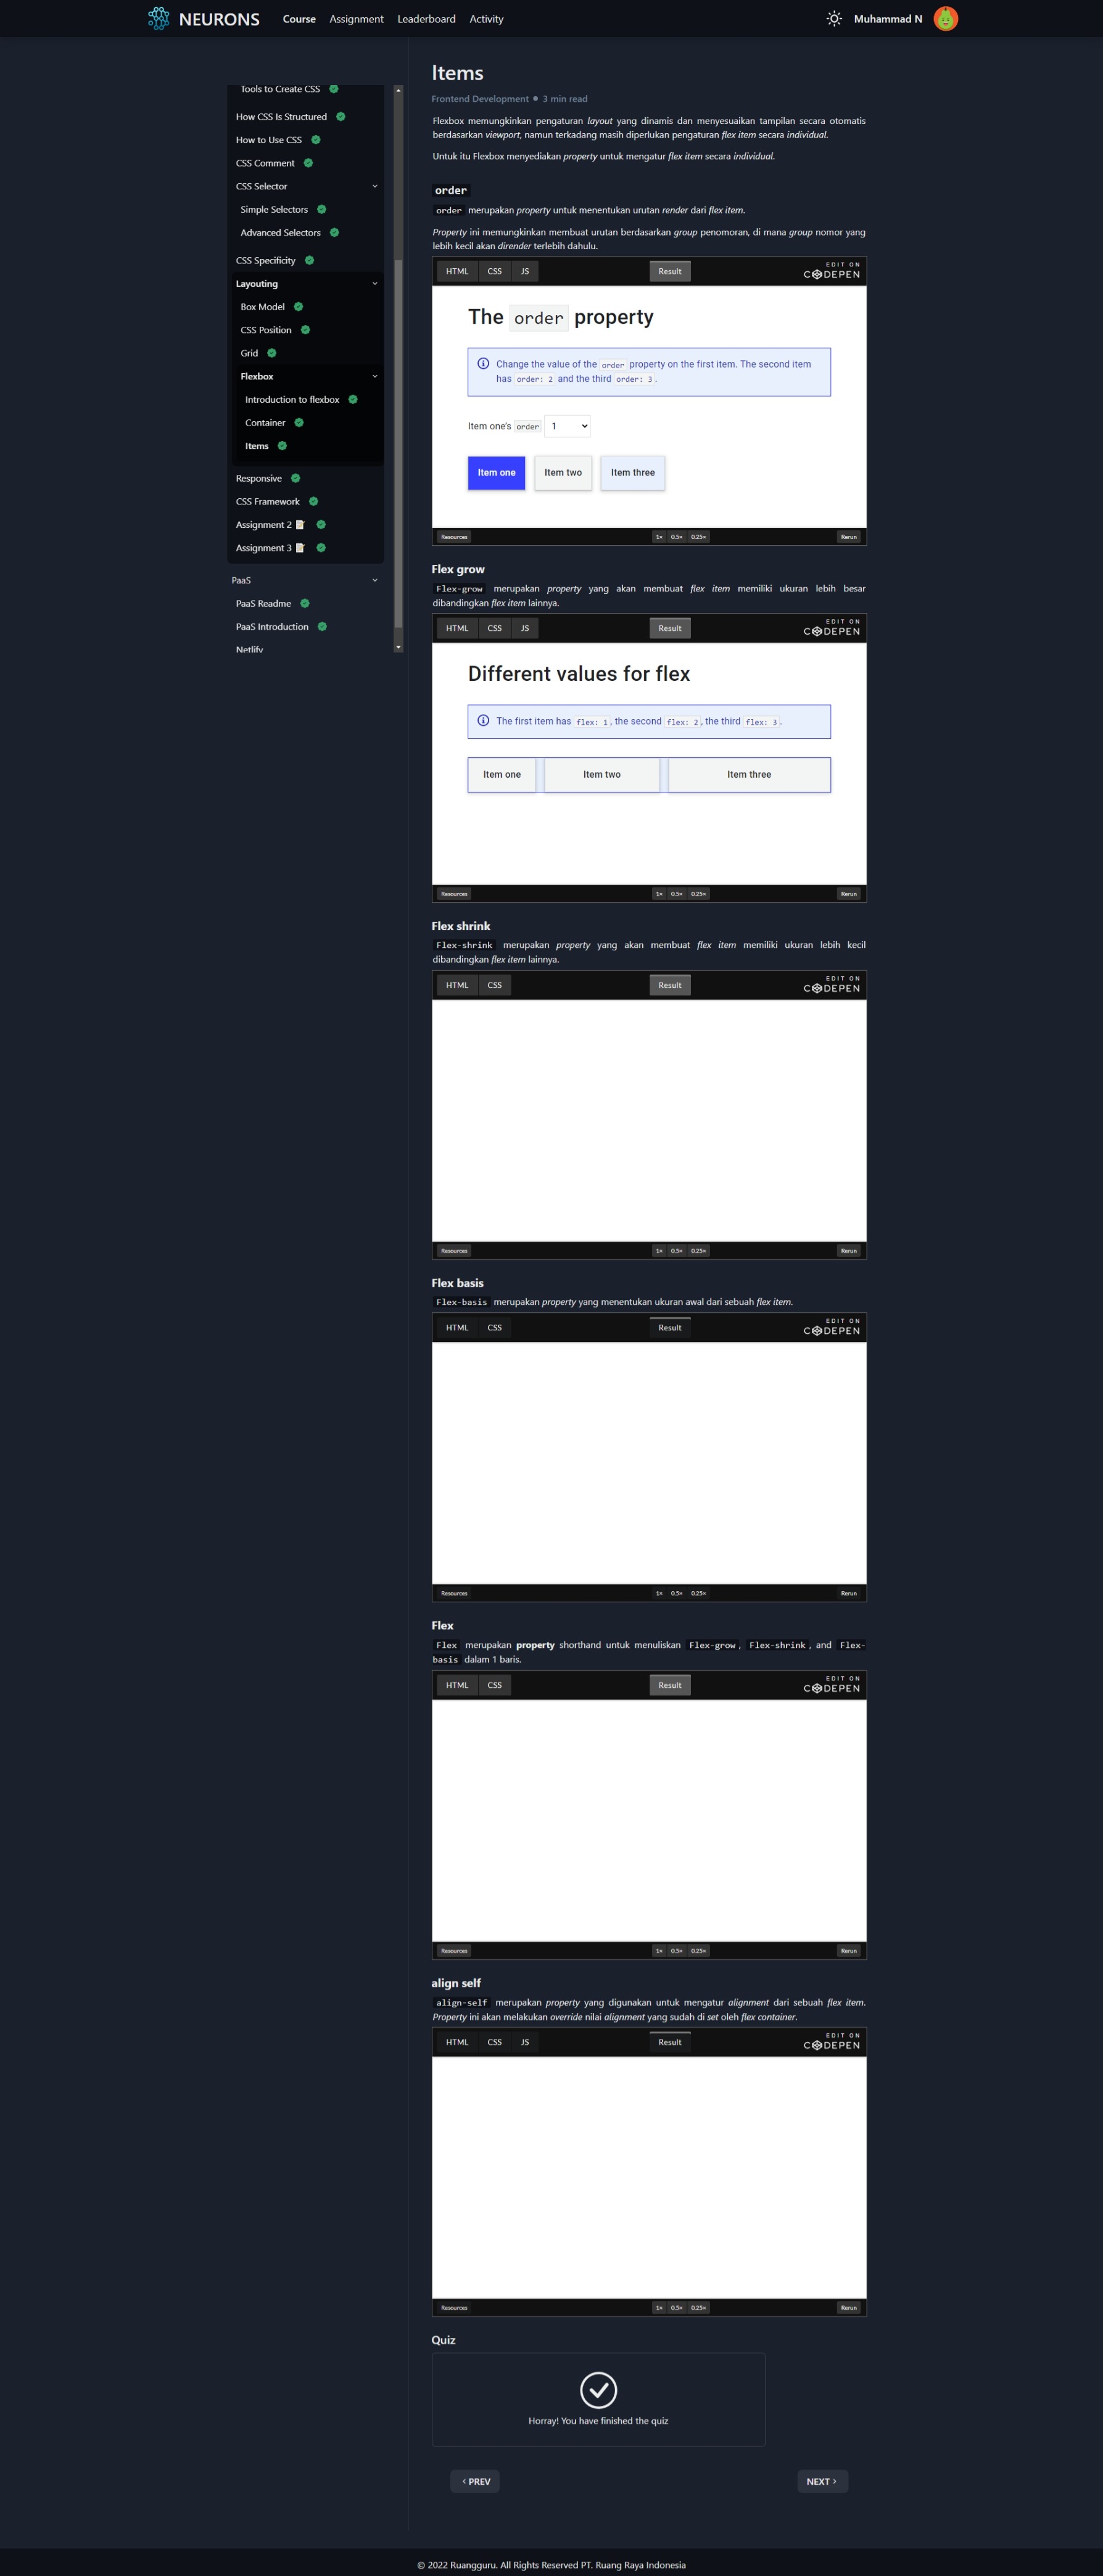 NEURONS
Course
Assignment
Leaderboard
Activity
Muhammad N
Tools to Create CSS
How CSS Is Structured
How to Use CSS
CSS Comment
CSS Selector
Simple Selectors
Advanced Selectors
CSS Specificity
Layouting
Box Model
CSS Position
Grid
Flexbox
Introduction to flexbox
Container
Items
Responsive
CSS Framework
Assignment 2 📝
Assignment 3 📝
PaaS
PaaS Readme
PaaS Introduction
Netlify
Items
Frontend Development • 3 min read
Flexbox memungkinkan pengaturan layout yang dinamis dan menyesuaikan tampilan secara otomatis
berdasarkan viewport, namun terkadang masih diperlukan pengaturan flex item secara individual.
Untuk itu Flexbox menyediakan property untuk mengatur flex item secara individual.
order
order merupakan property untuk menentukan urutan render dari flex item.
Property ini memungkinkan membuat urutan berdasarkan group penomoran, di mana group nomor yang
lebih kecil akan dirender terlebih dahulu.
HTML CSS JS Result EDIT ON
CODEPEN
The order property
Change the value of the order property on the first item. The second item
has order: 2 and the third order: 3.
Item one's order 1
Item one Item two Item three
Resources 1× 0.5× 0.25× Rerun
Flex grow
Flex-grow merupakan property yang akan membuat flex item memiliki ukuran lebih besar
dibandingkan flex item lainnya.
HTML CSS JS Result EDIT ON
CODEPEN
Different values for flex
The first item has flex: 1, the second flex: 2, the third flex: 3.
Item one Item two Item three
Resources 1× 0.5× 0.25× Rerun
Flex shrink
Flex-shrink merupakan property yang akan membuat flex item memiliki ukuran lebih kecil
dibandingkan flex item lainnya.
HTML CSS Result EDIT ON
CODEPEN
Resources 1× 0.5× 0.25× Rerun
Flex basis
Flex-basis merupakan property yang menentukan ukuran awal dari sebuah flex item.
HTML CSS Result EDIT ON
CODEPEN
Resources 1× 0.5× 0.25× Rerun
Flex
Flex merupakan property shorthand untuk menuliskan Flex-grow, Flex-shrink, and Flex-
basis dalam 1 baris.
HTML CSS Result EDIT ON
CODEPEN
Resources 1× 0.5× 0.25× Rerun
align self
align-self merupakan property yang digunakan untuk mengatur alignment dari sebuah flex item.
Property ini akan melakukan override nilai alignment yang sudah di set oleh flex container.
HTML CSS JS Result EDIT ON
CODEPEN
Resources 1× 0.5× 0.25× Rerun
Quiz
Horray! You have finished the quiz
‹ PREV
NEXT ›
© 2022 Ruangguru. All Rights Reserved PT. Ruang Raya Indonesia